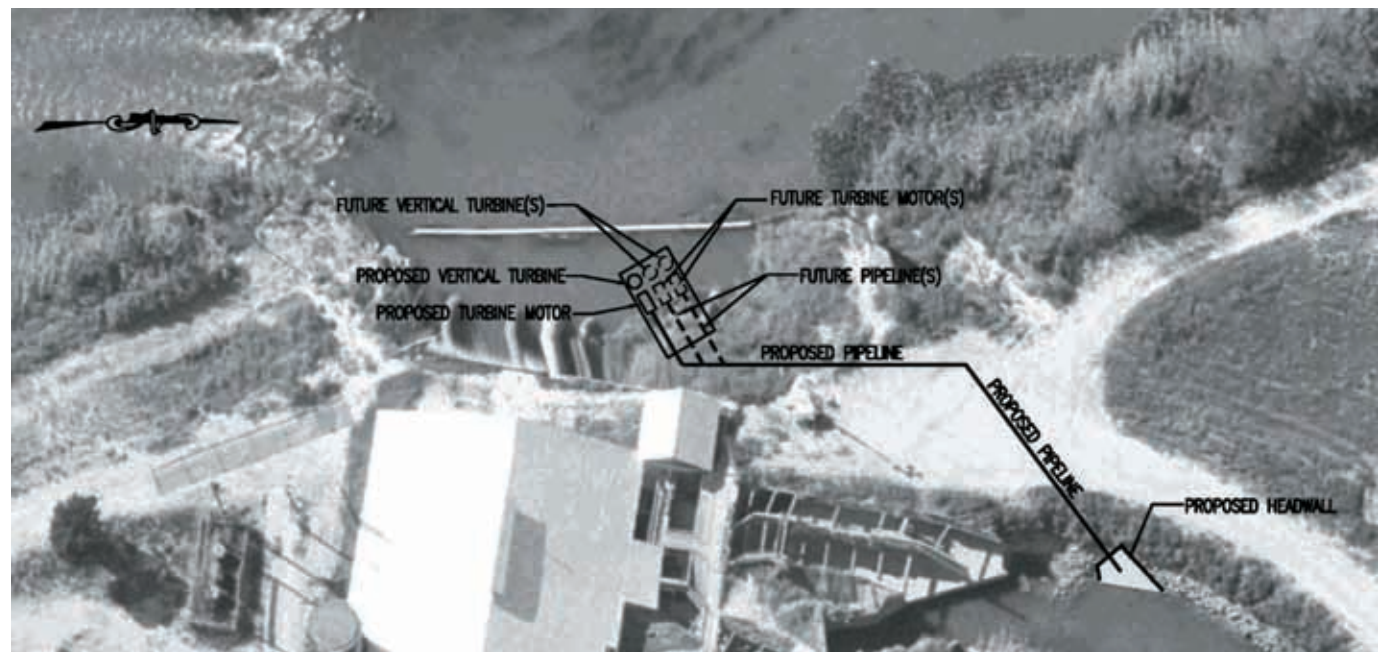 FUTURE VERTICAL TURBINE(S)
FUTURE TURBINE MOTOR(S)
PROPOSED VERTICAL TURBINE
FUTURE PIPELINE(S)
PROPOSED TURBINE MOTOR
PROPOSED PIPELINE
PROPOSED PIPELINE
PROPOSED HEADWALL